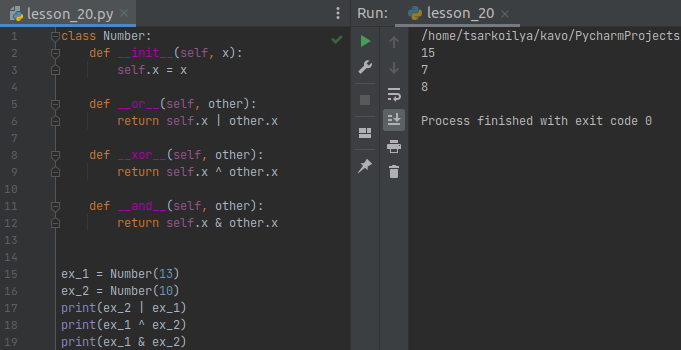 lesson_20.py
1 class Number:
2     def __init__(self, x):
3         self.x = x
4
5     def __or__(self, other):
6         return self.x | other.x
7
8     def __xor__(self, other):
9         return self.x ^ other.x
10
11     def __and__(self, other):
12         return self.x & other.x
13
14
15 ex_1 = Number(13)
16 ex_2 = Number(10)
17 print(ex_2 | ex_1)
18 print(ex_1 ^ ex_2)
19 print(ex_1 & ex_2)
Run: lesson_20
/home/tsarkoilya/kavo/PycharmProjects
15
7
8
Process finished with exit code 0